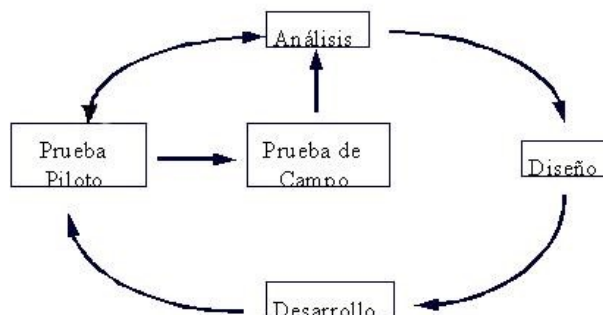 Análisis
Prueba
Piloto
Prueba de
Campo
Diseño
Desarrollo